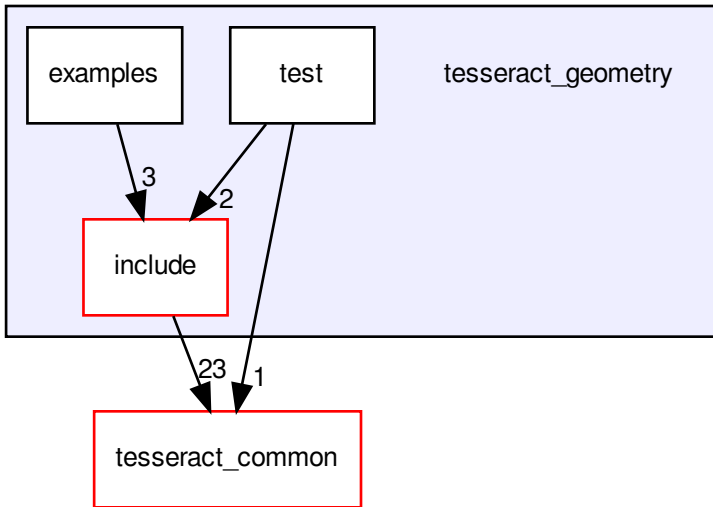 examples
test
tesseract_geometry
3
2
include
23
1
tesseract_common